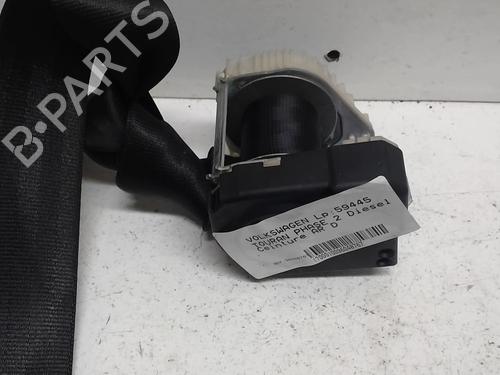 B-PARTS
VOLKSWAGEN LP.59445
TOURAN PHASE 2 Diesel
Ceinture AR D